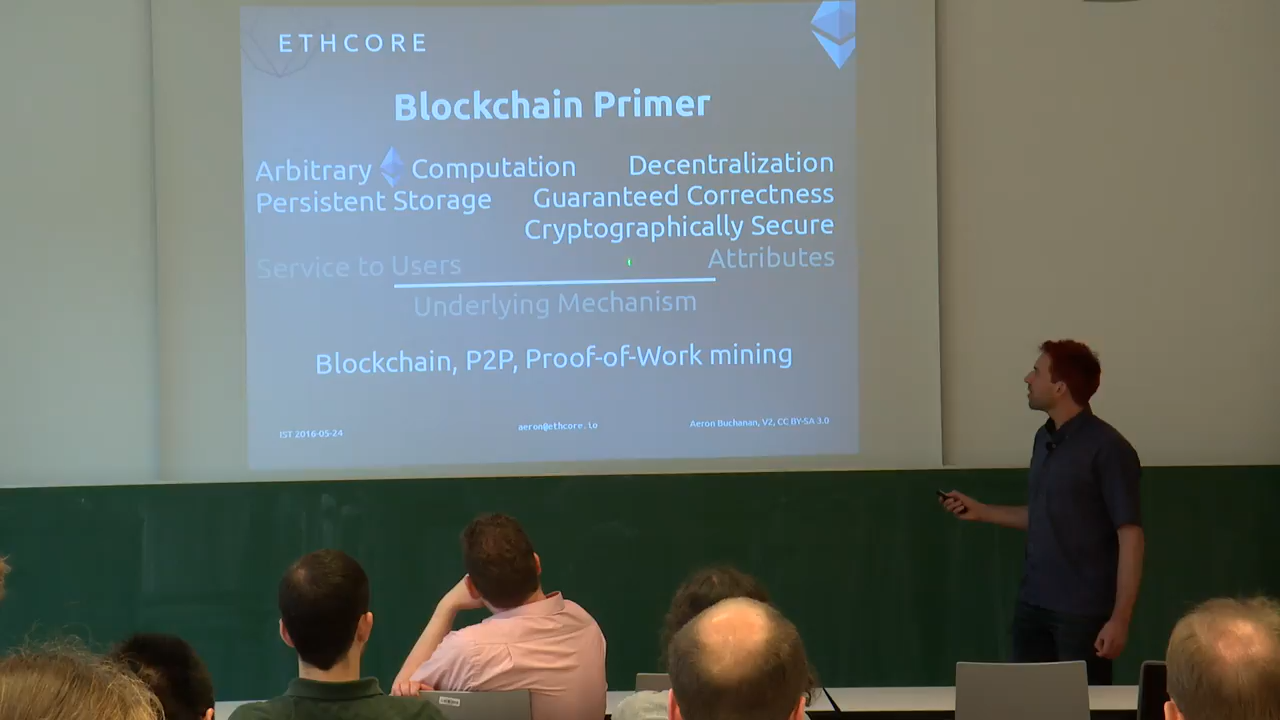 ETHCORE
Blockchain Primer
Arbitrary Computation
Decentralization
Persistent Storage
Guaranteed Correctness
Cryptographically Secure
Service to Users
Attributes
Underlying Mechanism
Blockchain, P2P, Proof-of-Work mining
IST 2016-05-24
aeron@ethcore.io
Aeron Buchanan, V2, CC BY-SA 3.0